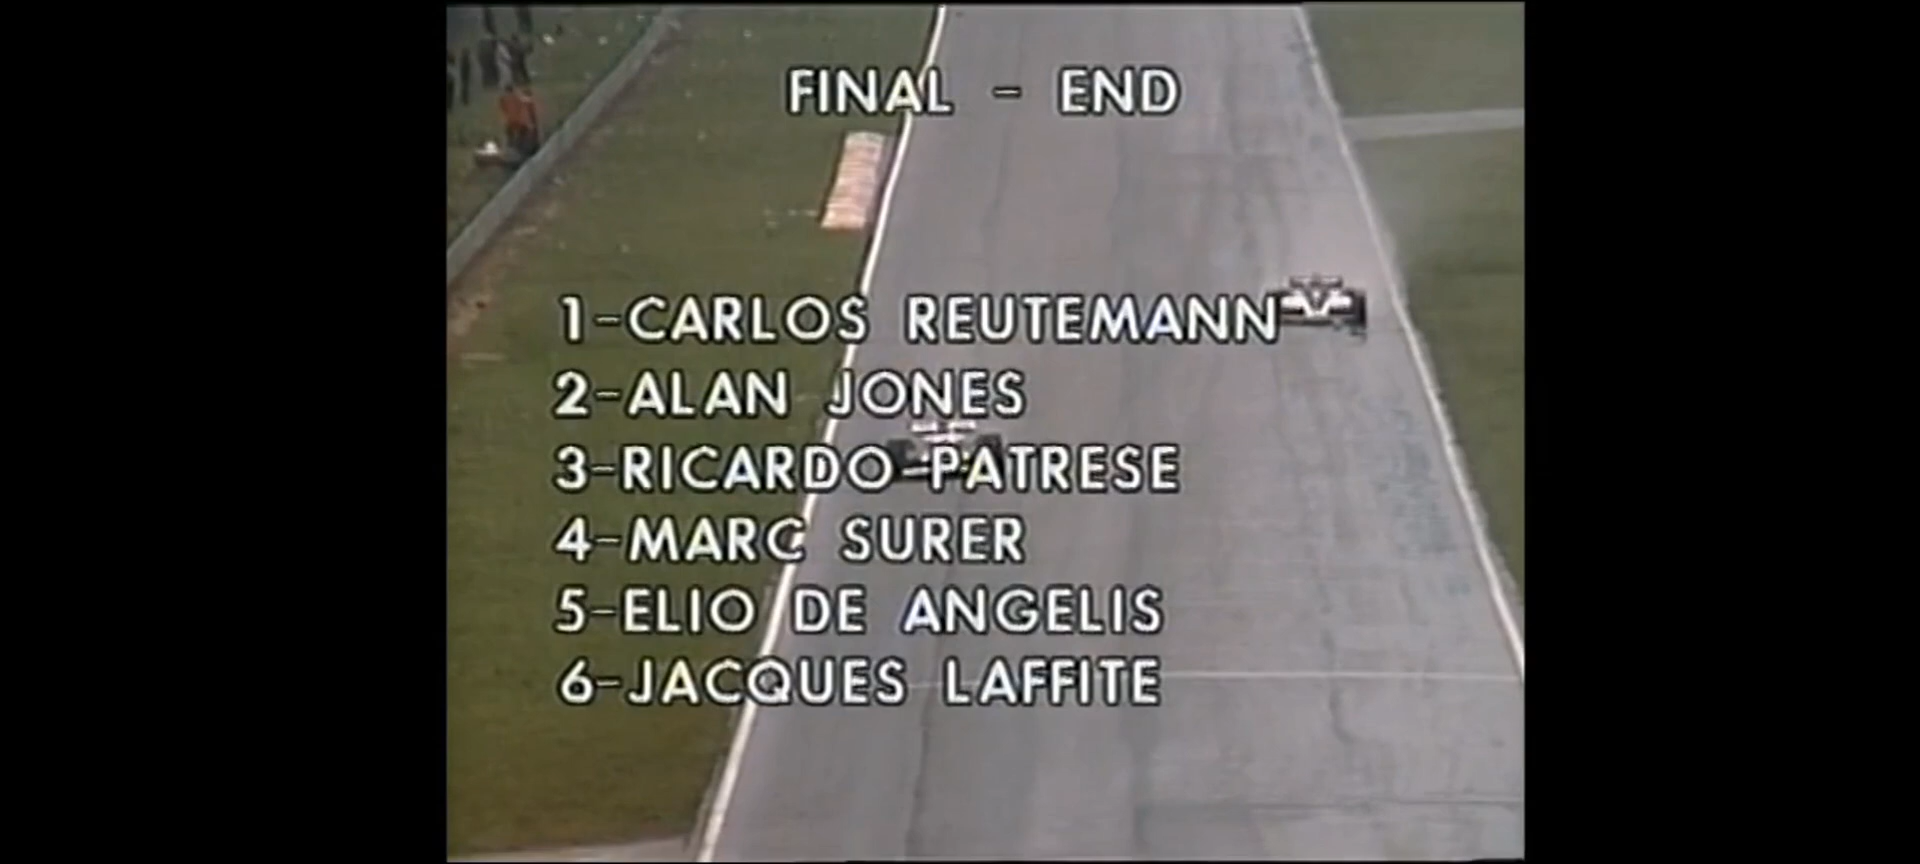 FINAL - END
1-CARLOS REUTEMANN
2-ALAN JONES
3-RICARDO PATRESE
4-MARC SURER
5-ELIO DE ANGELIS
6-JACQUES LAFFITE